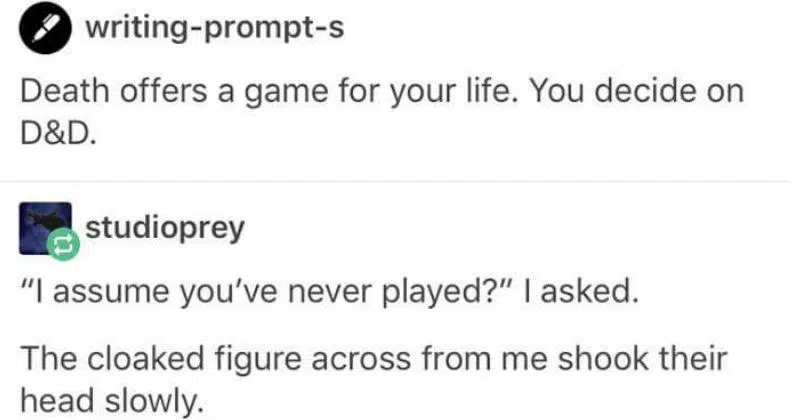 writing-prompt-s
Death offers a game for your life. You decide on
D&D.
studioprey
“I assume you’ve never played?” I asked.
The cloaked figure across from me shook their
head slowly.